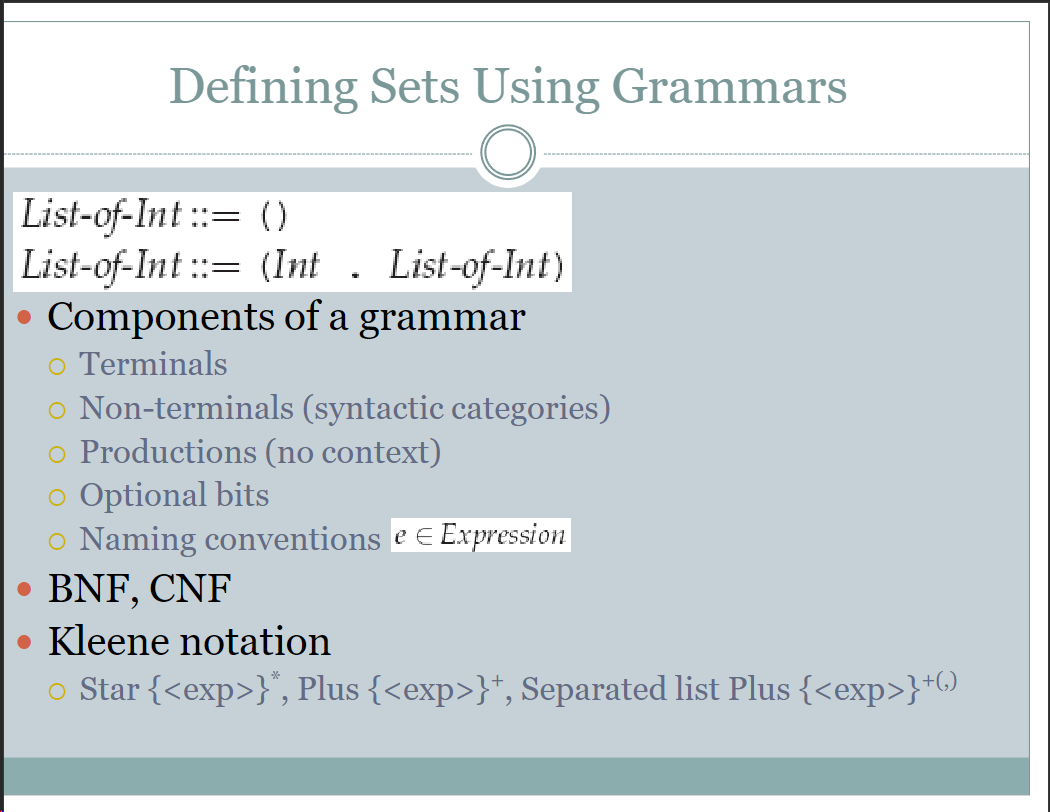 Defining Sets Using Grammars
List-of-Int ::= ()
List-of-Int ::= (Int . List-of-Int)
Components of a grammar
Terminals
Non-terminals (syntactic categories)
Productions (no context)
Optional bits
Naming conventions e ∈ Expression
BNF, CNF
Kleene notation
Star {<exp>}*, Plus {<exp>}+, Separated list Plus {<exp>}+(,)